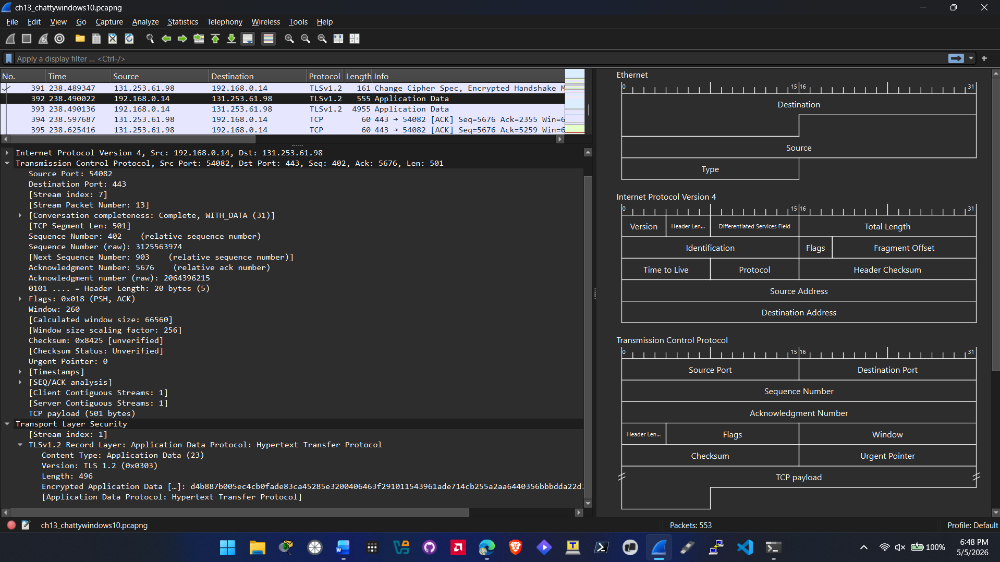 ch13_chattywindows10.pcapng
File Edit View Go Capture Analyze Statistics Telephony Wireless Tools Help
Apply a display filter ... <Ctrl-/>
No. Time Source Destination Protocol Length Info
391 238.489347 131.253.61.98 192.168.0.14 TLSv1.2 161 Change Cipher Spec, Encrypted Handshake M
392 238.490022 192.168.0.14 131.253.61.98 TLSv1.2 555 Application Data
393 238.490136 192.168.0.14 131.253.61.98 TLSv1.2 4955 Application Data
394 238.597687 131.253.61.98 192.168.0.14 TCP 60 443 → 54082 [ACK] Seq=5676 Ack=2355 Win=6
395 238.625416 131.253.61.98 192.168.0.14 TCP 60 443 → 54082 [ACK] Seq=5676 Ack=5259 Win=6
Internet Protocol Version 4, Src: 192.168.0.14, Dst: 131.253.61.98
Transmission Control Protocol, Src Port: 54082, Dst Port: 443, Seq: 402, Ack: 5676, Len: 501
Source Port: 54082
Destination Port: 443
[Stream index: 7]
[Stream Packet Number: 13]
[Conversation completeness: Complete, WITH_DATA (31)]
[TCP Segment Len: 501]
Sequence Number: 402 (relative sequence number)
Sequence Number (raw): 3125563974
[Next Sequence Number: 903 (relative sequence number)]
Acknowledgment Number: 5676 (relative ack number)
Acknowledgment number (raw): 2064396215
0101 .... = Header Length: 20 bytes (5)
Flags: 0x018 (PSH, ACK)
Window: 260
[Calculated window size: 66560]
[Window size scaling factor: 256]
Checksum: 0x8425 [unverified]
[Checksum Status: Unverified]
Urgent Pointer: 0
[Timestamps]
[SEQ/ACK analysis]
[Client Contiguous Streams: 1]
[Server Contiguous Streams: 1]
TCP payload (501 bytes)
Transport Layer Security
[Stream index: 1]
TLSv1.2 Record Layer: Application Data Protocol: Hypertext Transfer Protocol
Content Type: Application Data (23)
Version: TLS 1.2 (0x0303)
Length: 496
Encrypted Application Data […]: d4b887b005ec4cb0fade83ca45285e3200406463f291011543961ade714cb255a2aa6440356bbbdda22d7
[Application Data Protocol: Hypertext Transfer Protocol]
Ethernet
0 15 16 31
Destination
Source
Type
Internet Protocol Version 4
0 15 16 31
Version Header Len... Differentiated Services Field Total Length
Identification Flags Fragment Offset
Time to Live Protocol Header Checksum
Source Address
Destination Address
Transmission Control Protocol
0 15 16 31
Source Port Destination Port
Sequence Number
Acknowledgment Number
Header Len... Flags Window
Checksum Urgent Pointer
TCP payload
ch13_chattywindows10.pcapng
Packets: 553
Profile: Default
100%
6:48 PM
5/5/2026